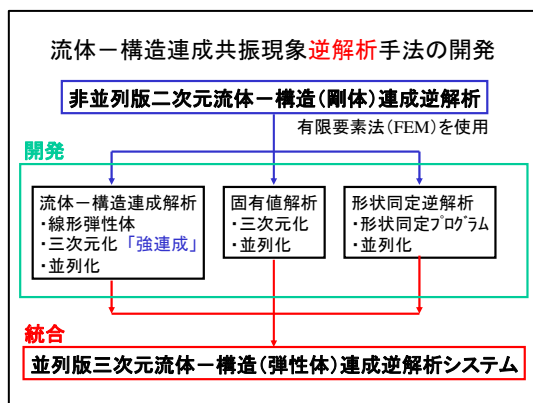 流体－構造連成共振現象逆解析手法の開発
非並列版二次元流体－構造(剛体)連成逆解析
有限要素法(FEM)を使用
開発
流体－構造連成解析
・線形弾性体
・三次元化「強連成」
・並列化
固有値解析
・三次元化
・並列化
形状同定逆解析
・形状同定ﾌﾟﾛｸﾞﾗﾑ
・並列化
統合
並列版三次元流体－構造(弾性体)連成逆解析システム